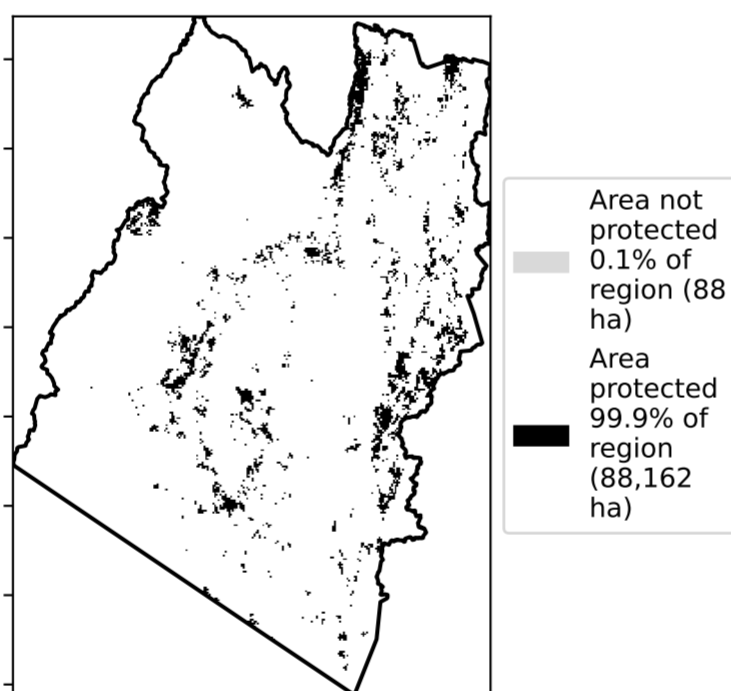 Area not
protected
0.1% of
region (88
ha)
Area
protected
99.9% of
region
(88,162
ha)